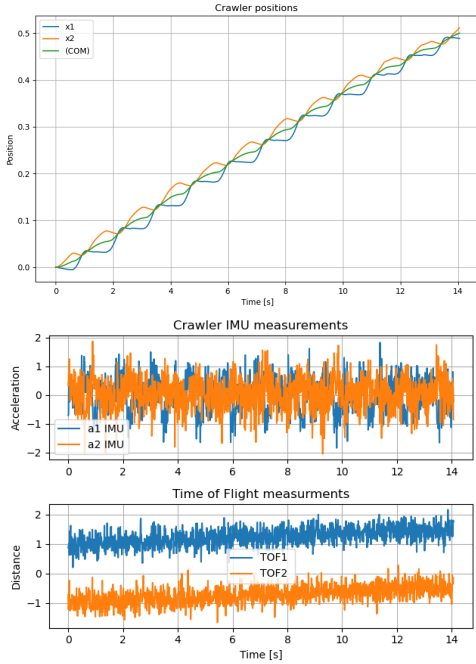 Crawler positions
x1
x2
(COM)
0.5
0.4
0.3
0.2
0.1
0.0
Position
0 2 4 6 8 10 12 14
Time [s]
Crawler IMU measurements
2
1
0
−1
−2
Acceleration
a1 IMU
a2 IMU
0 2 4 6 8 10 12 14
Time of Flight measurments
2
1
0
−1
Distance
TOF1
TOF2
0 2 4 6 8 10 12 14
Time [s]